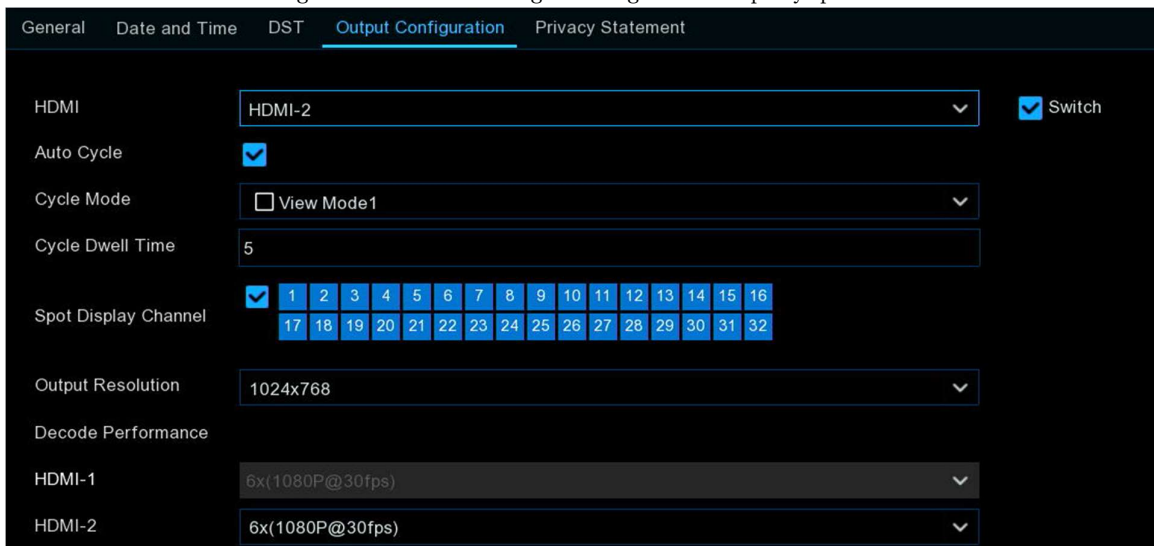 General Date and Time DST Output Configuration Privacy Statement
HDMI HDMI-2 Switch
Auto Cycle
Cycle Mode View Mode1
Cycle Dwell Time 5
1 2 3 4 5 6 7 8 9 10 11 12 13 14 15 16
Spot Display Channel
17 18 19 20 21 22 23 24 25 26 27 28 29 30 31 32
Output Resolution 1024x768
Decode Performance
HDMI-1 6x(1080P@30fps)
HDMI-2 6x(1080P@30fps)